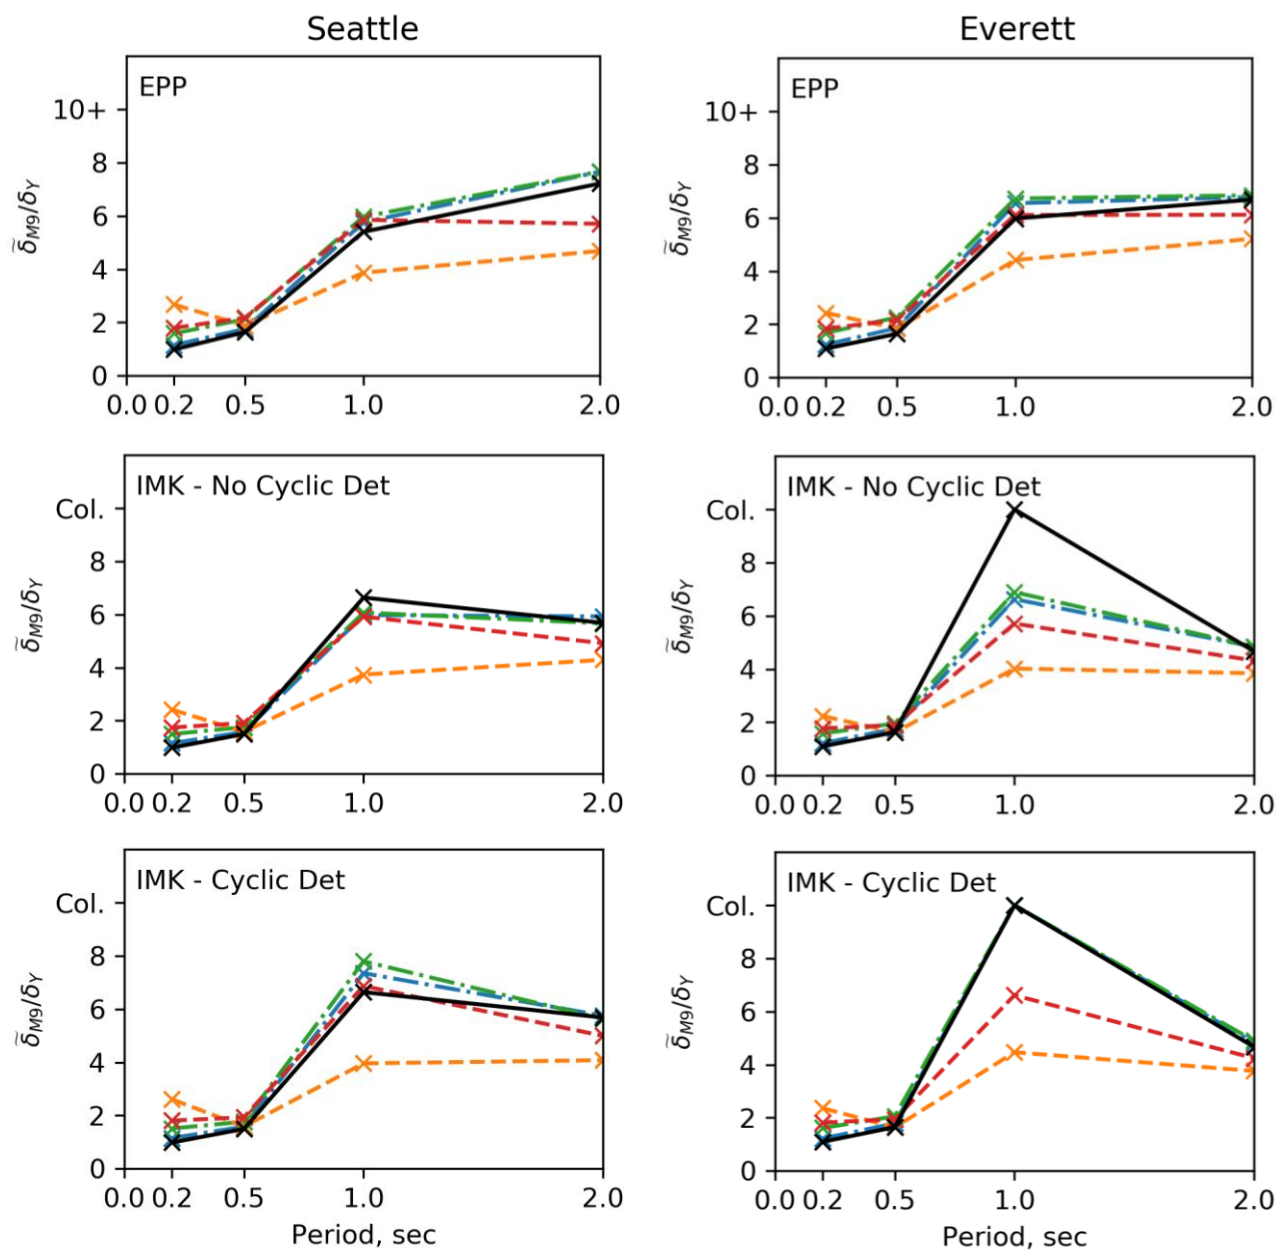 Seattle
EPP
10+
8
6
4
2
0
δ̃M9/δY
0.0 0.2 0.5 1.0 2.0
Everett
EPP
10+
8
6
4
2
0
δ̃M9/δY
0.0 0.2 0.5 1.0 2.0
IMK - No Cyclic Det
Col.
8
6
4
2
0
δ̃M9/δY
0.0 0.2 0.5 1.0 2.0
IMK - No Cyclic Det
Col.
8
6
4
2
0
δ̃M9/δY
0.0 0.2 0.5 1.0 2.0
IMK - Cyclic Det
Col.
8
6
4
2
0
δ̃M9/δY
0.0 0.2 0.5 1.0 2.0
Period, sec
IMK - Cyclic Det
Col.
8
6
4
2
0
δ̃M9/δY
0.0 0.2 0.5 1.0 2.0
Period, sec